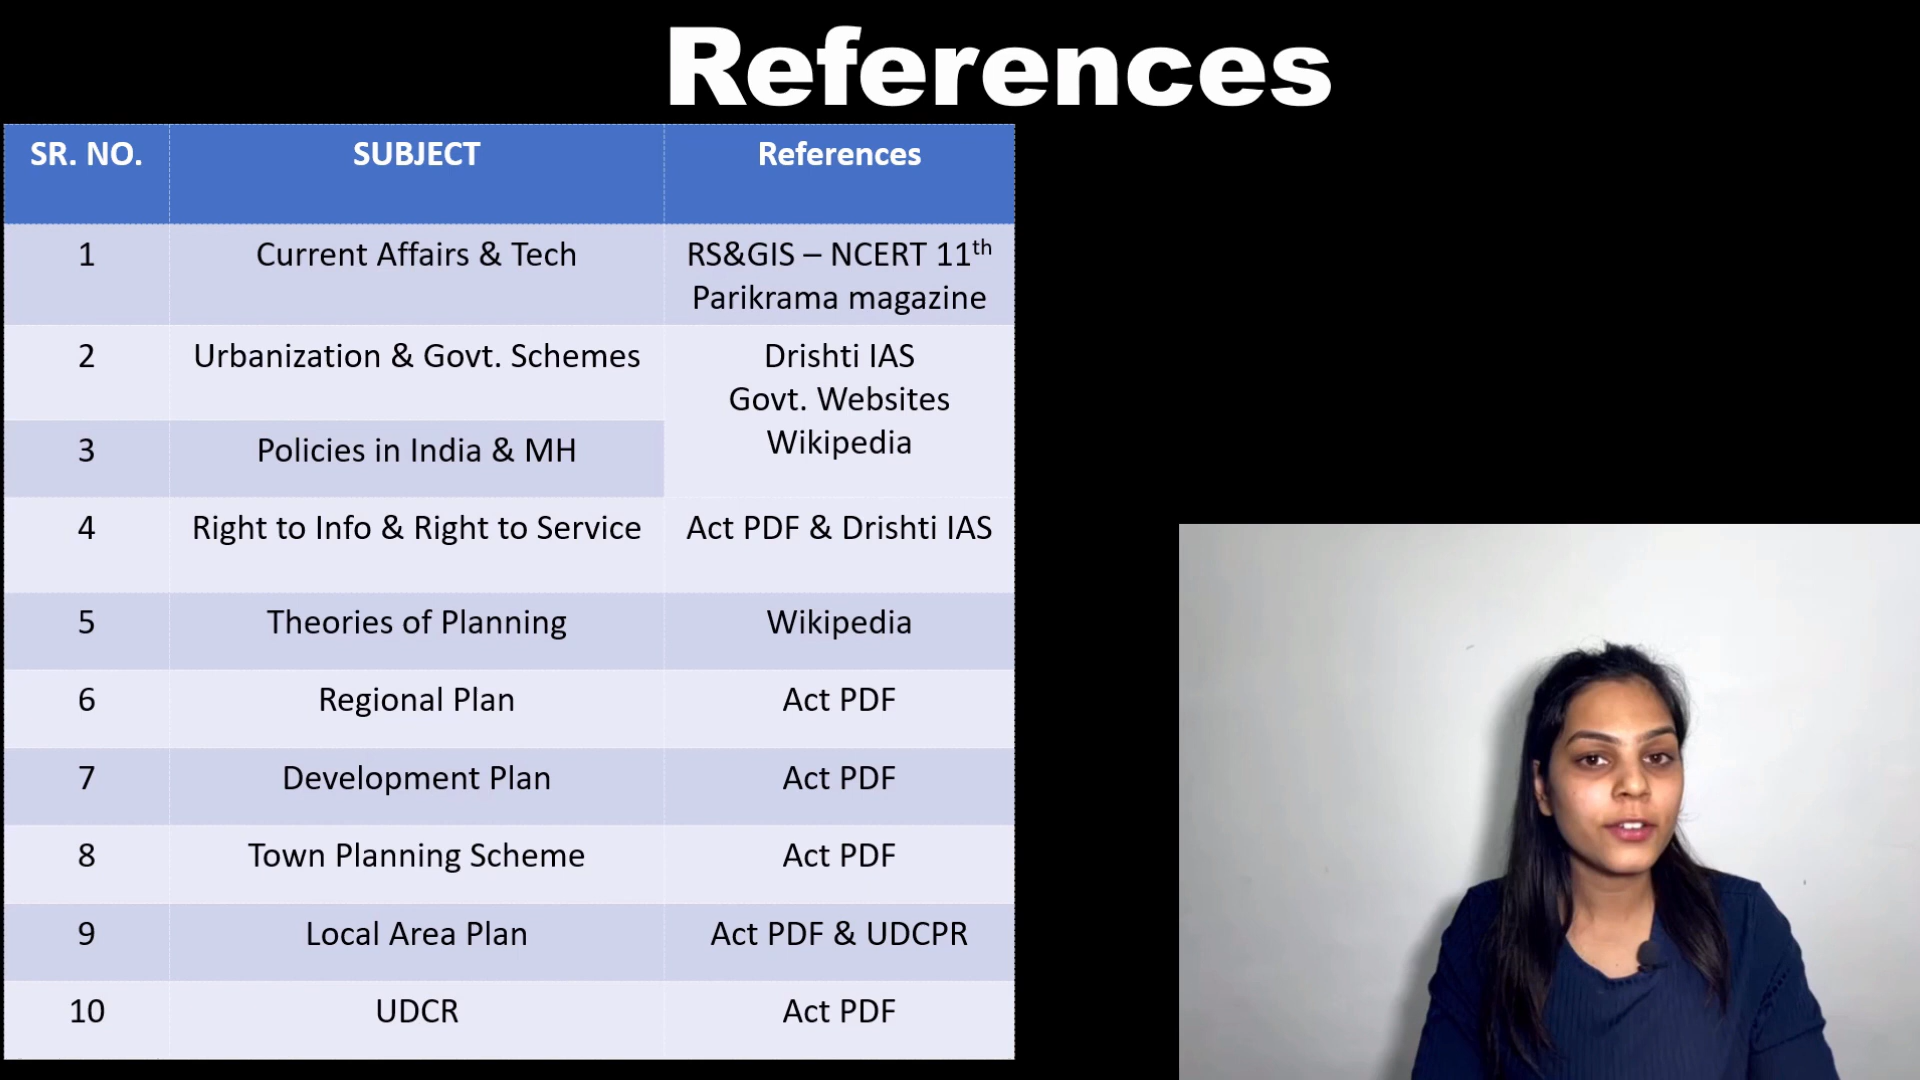 References
SR. NO. SUBJECT References
1 Current Affairs & Tech RS&GIS – NCERT 11th
Parikrama magazine
2 Urbanization & Govt. Schemes Drishti IAS
Govt. Websites
3 Policies in India & MH Wikipedia
4 Right to Info & Right to Service Act PDF & Drishti IAS
5 Theories of Planning Wikipedia
6 Regional Plan Act PDF
7 Development Plan Act PDF
8 Town Planning Scheme Act PDF
9 Local Area Plan Act PDF & UDCPR
10 UDCR Act PDF